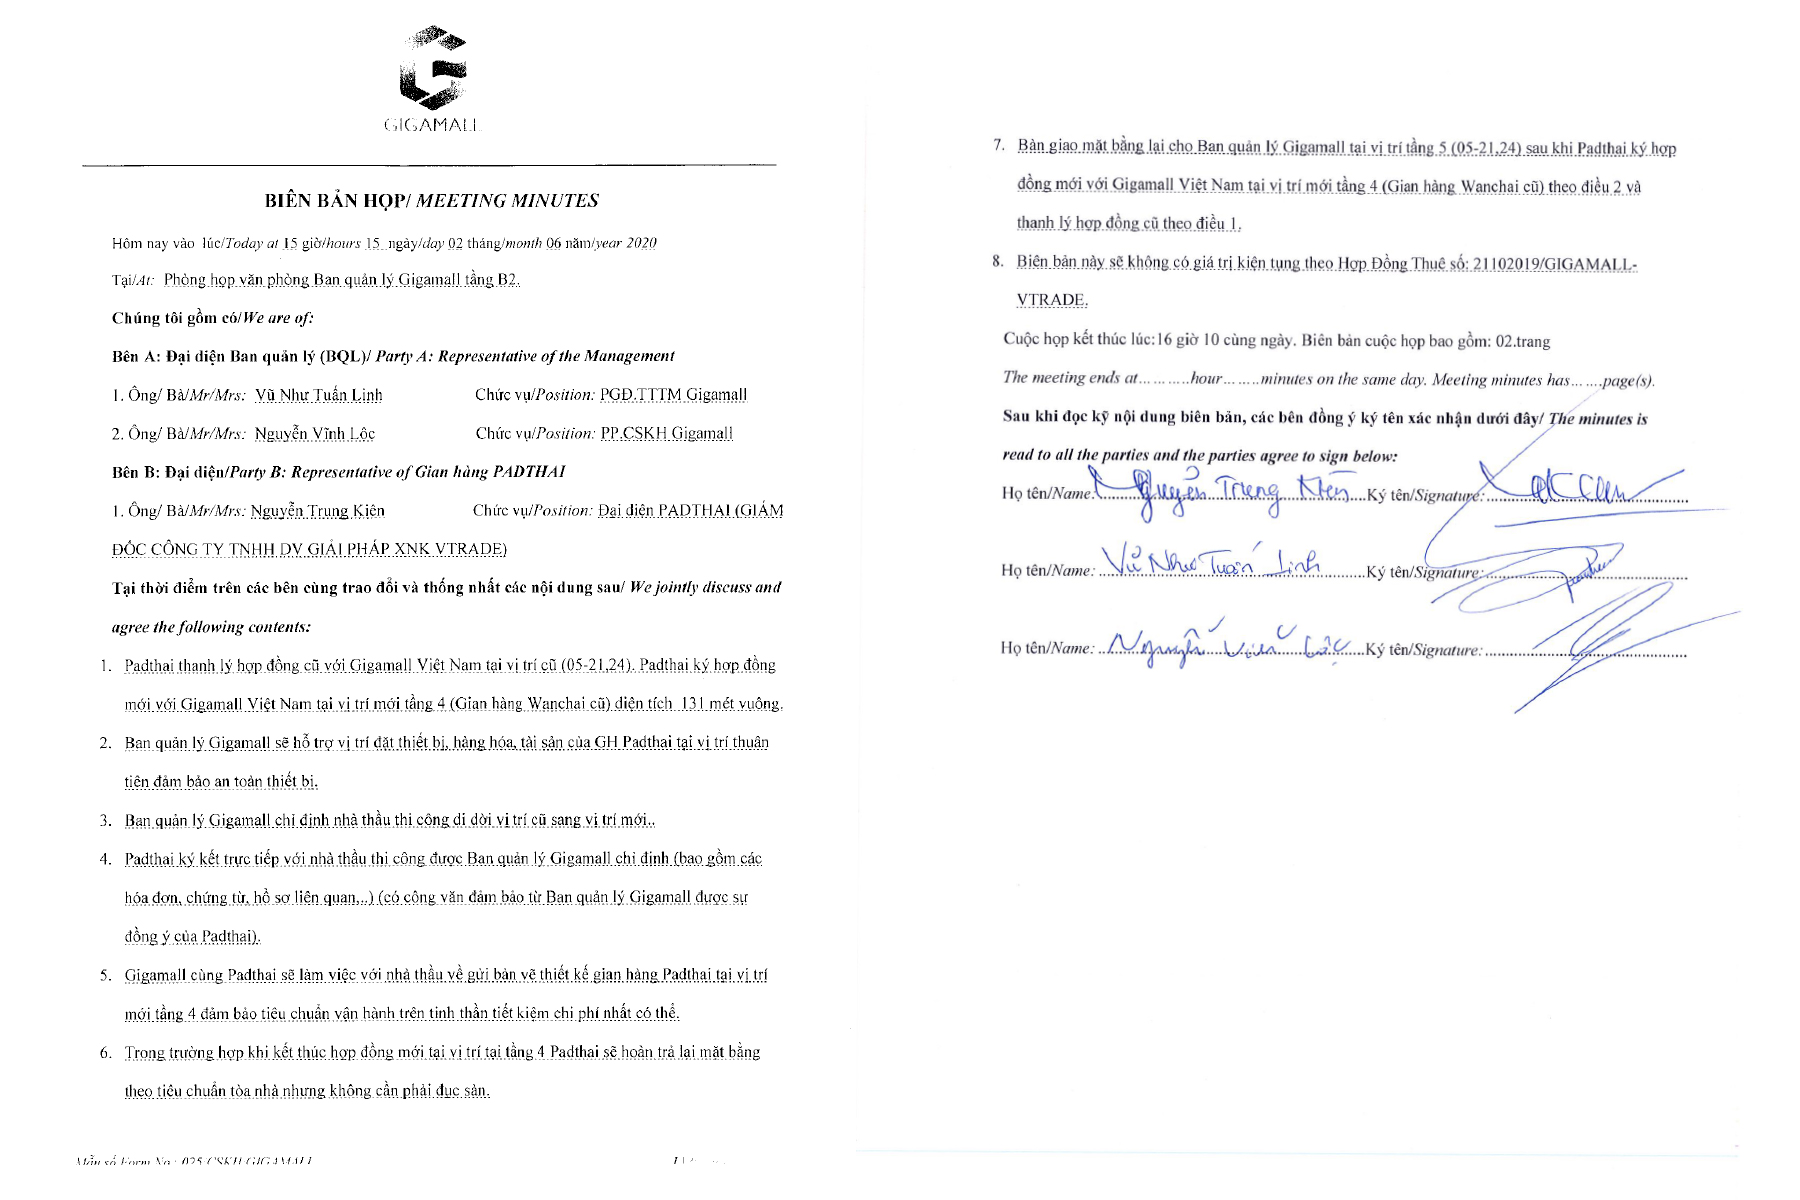 GIGAMALL
BIÊN BẢN HỌP/ MEETING MINUTES
Hôm nay vào lúc/Today at 15 giờ/hours 15 ngày/day 02 tháng/month 06 năm/year 2020
Tại/At: Phòng họp văn phòng Ban quản lý Gigamall tầng B2.
Chúng tôi gồm có/We are of:
Bên A: Đại diện Ban quản lý (BQL)/ Party A: Representative of the Management
1. Ông/ Bà/Mr/Mrs: Vũ Như Tuấn Linh Chức vụ/Position: PGĐ.TTTM Gigamall
2. Ông/ Bà/Mr/Mrs: Nguyễn Vĩnh Lộc Chức vụ/Position: PP.CSKH Gigamall
Bên B: Đại diện/Party B: Representative of Gian hàng PADTHAI
1. Ông/ Bà/Mr/Mrs: Nguyễn Trung Kiên Chức vụ/Position: Đại diện PADTHAI (GIÁM
ĐỐC CÔNG TY TNHH DV GIẢI PHÁP XNK VTRADE)
Tại thời điểm trên các bên cùng trao đổi và thống nhất các nội dung sau/ We jointly discuss and
agree the following contents:
1. Padthai thanh lý hợp đồng cũ với Gigamall Việt Nam tại vị trí cũ (05-21,24). Padthai ký hợp đồng
mới với Gigamall Việt Nam tại vị trí mới tầng 4 (Gian hàng Wanchai cũ) diện tích 131 mét vuông.
2. Ban quản lý Gigamall sẽ hỗ trợ vị trí đặt thiết bị, hàng hóa, tài sản của GH Padthai tại vị trí thuận
tiên đảm bảo an toàn thiết bị.
3. Ban quản lý Gigamall chỉ định nhà thầu thi công di dời vị trí cũ sang vị trí mới..
4. Padthai ký kết trực tiếp với nhà thầu thi công được Ban quản lý Gigamall chỉ định (bao gồm các
hóa đơn, chứng từ, hồ sơ liên quan,..) (có công văn đảm bảo từ Ban quản lý Gigamall được sự
đồng ý của Padthai).
5. Gigamall cùng Padthai sẽ làm việc với nhà thầu về gửi bản vẽ thiết kế gian hàng Padthai tại vị trí
mới tầng 4 đảm bảo tiêu chuẩn vận hành trên tinh thần tiết kiệm chi phí nhất có thể.
6. Trong trường hợp khi kết thúc hợp đồng mới tại vị trí tại tầng 4 Padthai sẽ hoàn trả lại mặt bằng
theo tiêu chuẩn tòa nhà nhưng không cần phải đục sàn.
Mẫu số Form No : 025/CSKH/GIGAMALL
7. Bàn giao mặt bằng lại cho Ban quản lý Gigamall tại vị trí tầng 5 (05-21,24) sau khi Padthai ký hợp
đồng mới với Gigamall Việt Nam tại vị trí mới tầng 4 (Gian hàng Wanchai cũ) theo điều 2 và
thanh lý hợp đồng cũ theo điều 1.
8. Biên bản này sẽ không có giá trị kiện tụng theo Hợp Đồng Thuê số: 21102019/GIGAMALL-
VTRADE.
Cuộc họp kết thúc lúc:16 giờ 10 cùng ngày. Biên bản cuộc họp bao gồm: 02.trang
The meeting ends at... ... ...hour... ...minutes on the same day. Meeting minutes has... ...page(s).
Sau khi đọc kỹ nội dung biên bản, các bên đồng ý ký tên xác nhận dưới đây/ The minutes is
read to all the parties and the parties agree to sign below:
Họ tên/Name: Nguyễn Trung Kiên Ký tên/Signature:
Họ tên/Name: Vũ Như Tuấn Linh Ký tên/Signature:
Họ tên/Name: Nguyễn Vĩnh Lộc Ký tên/Signature: